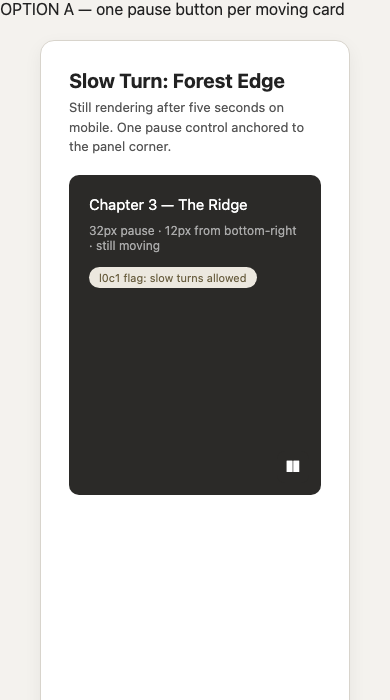 OPTION A — one pause button per moving card
Slow Turn: Forest Edge
Still rendering after five seconds on
mobile. One pause control anchored to
the panel corner.
Chapter 3 — The Ridge
32px pause · 12px from bottom-right
· still moving
l0c1 flag: slow turns allowed